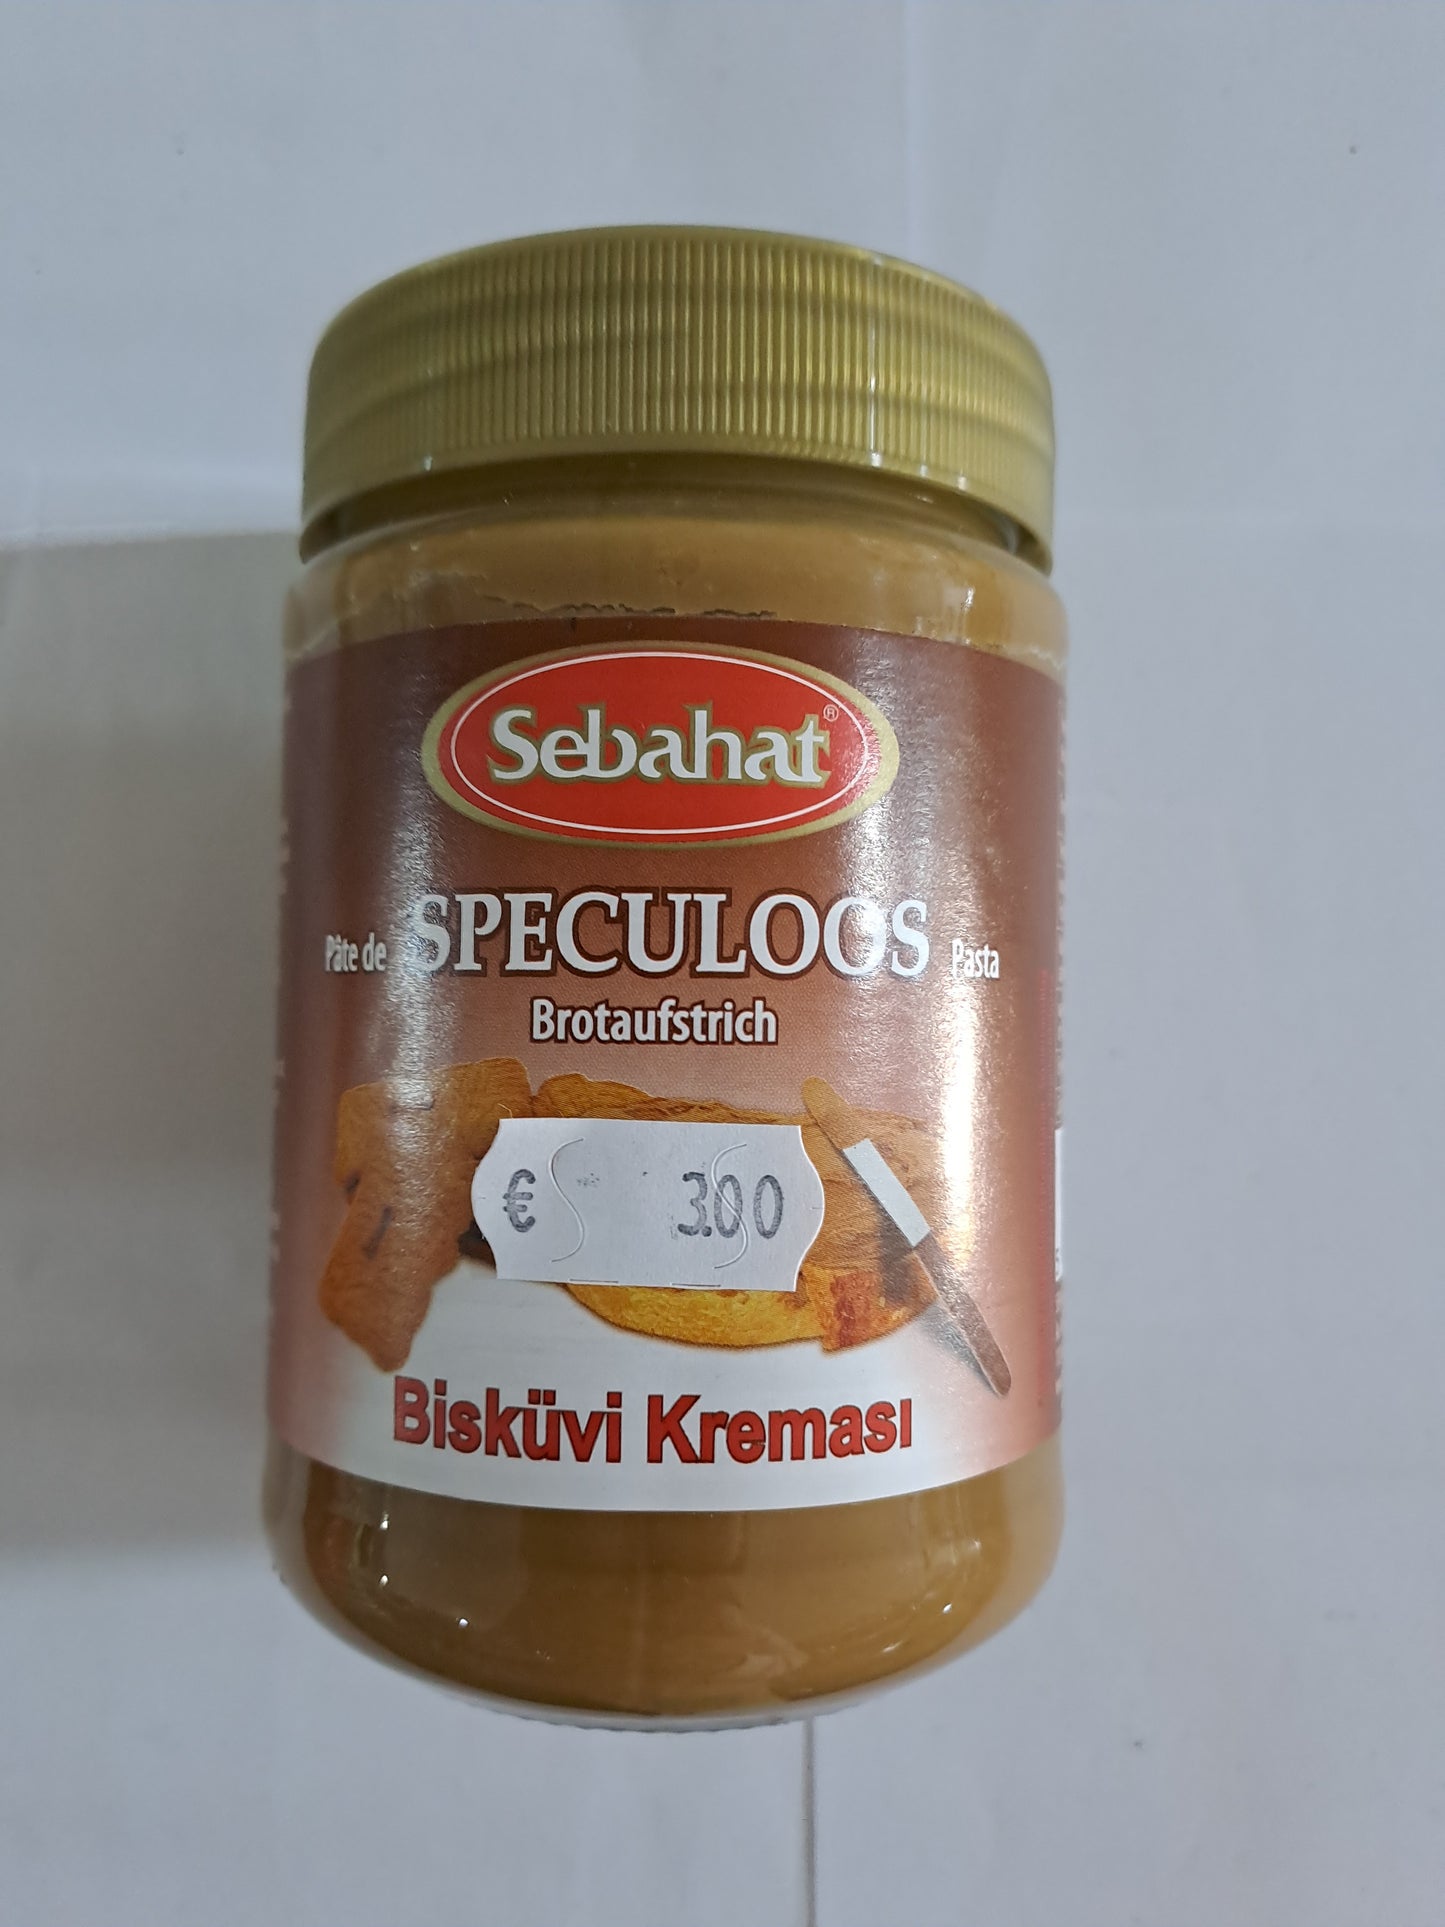 Sebahat®
Pâte de SPECULOOS Pasta
Brotaufstrich
€ 3.00
Bisküvi Kreması